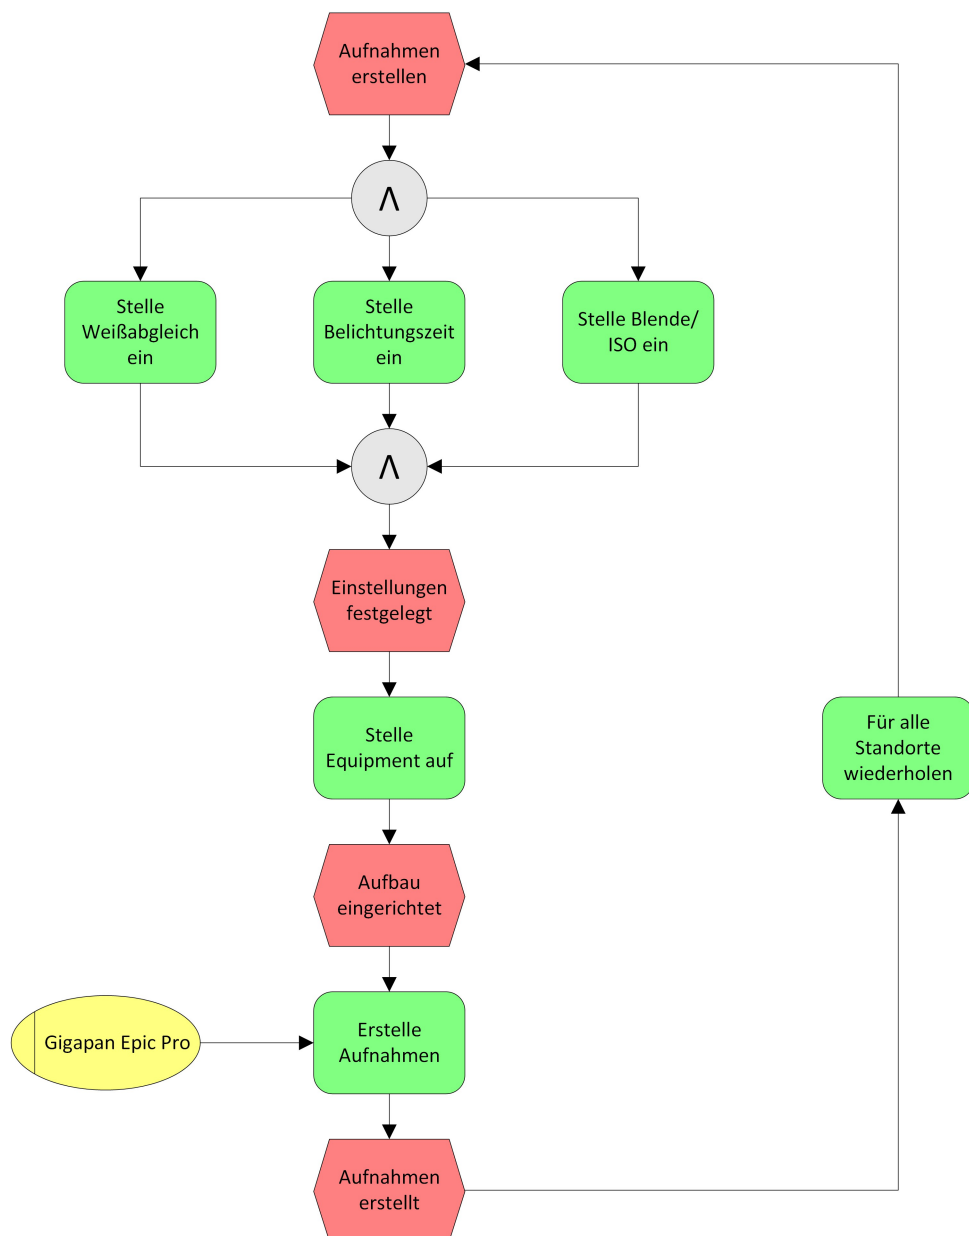 Aufnahmen
erstellen
Λ
Stelle
Weißabgleich
ein
Stelle
Belichtungszeit
ein
Stelle Blende/
ISO ein
Λ
Einstellungen
festgelegt
Stelle
Equipment auf
Für alle
Standorte
wiederholen
Aufbau
eingerichtet
Gigapan Epic Pro
Erstelle
Aufnahmen
Aufnahmen
erstellt